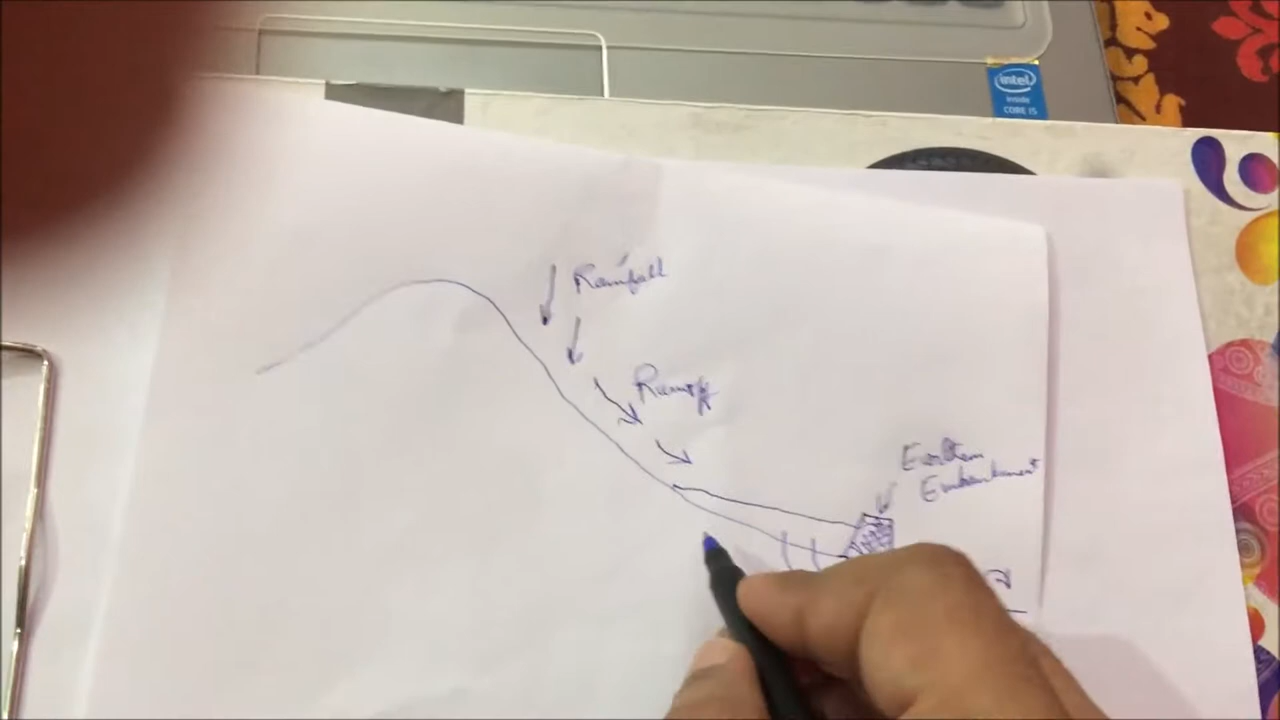 intel
inside
CORE i5
Rainfall
Runoff
Earthen
Embankment